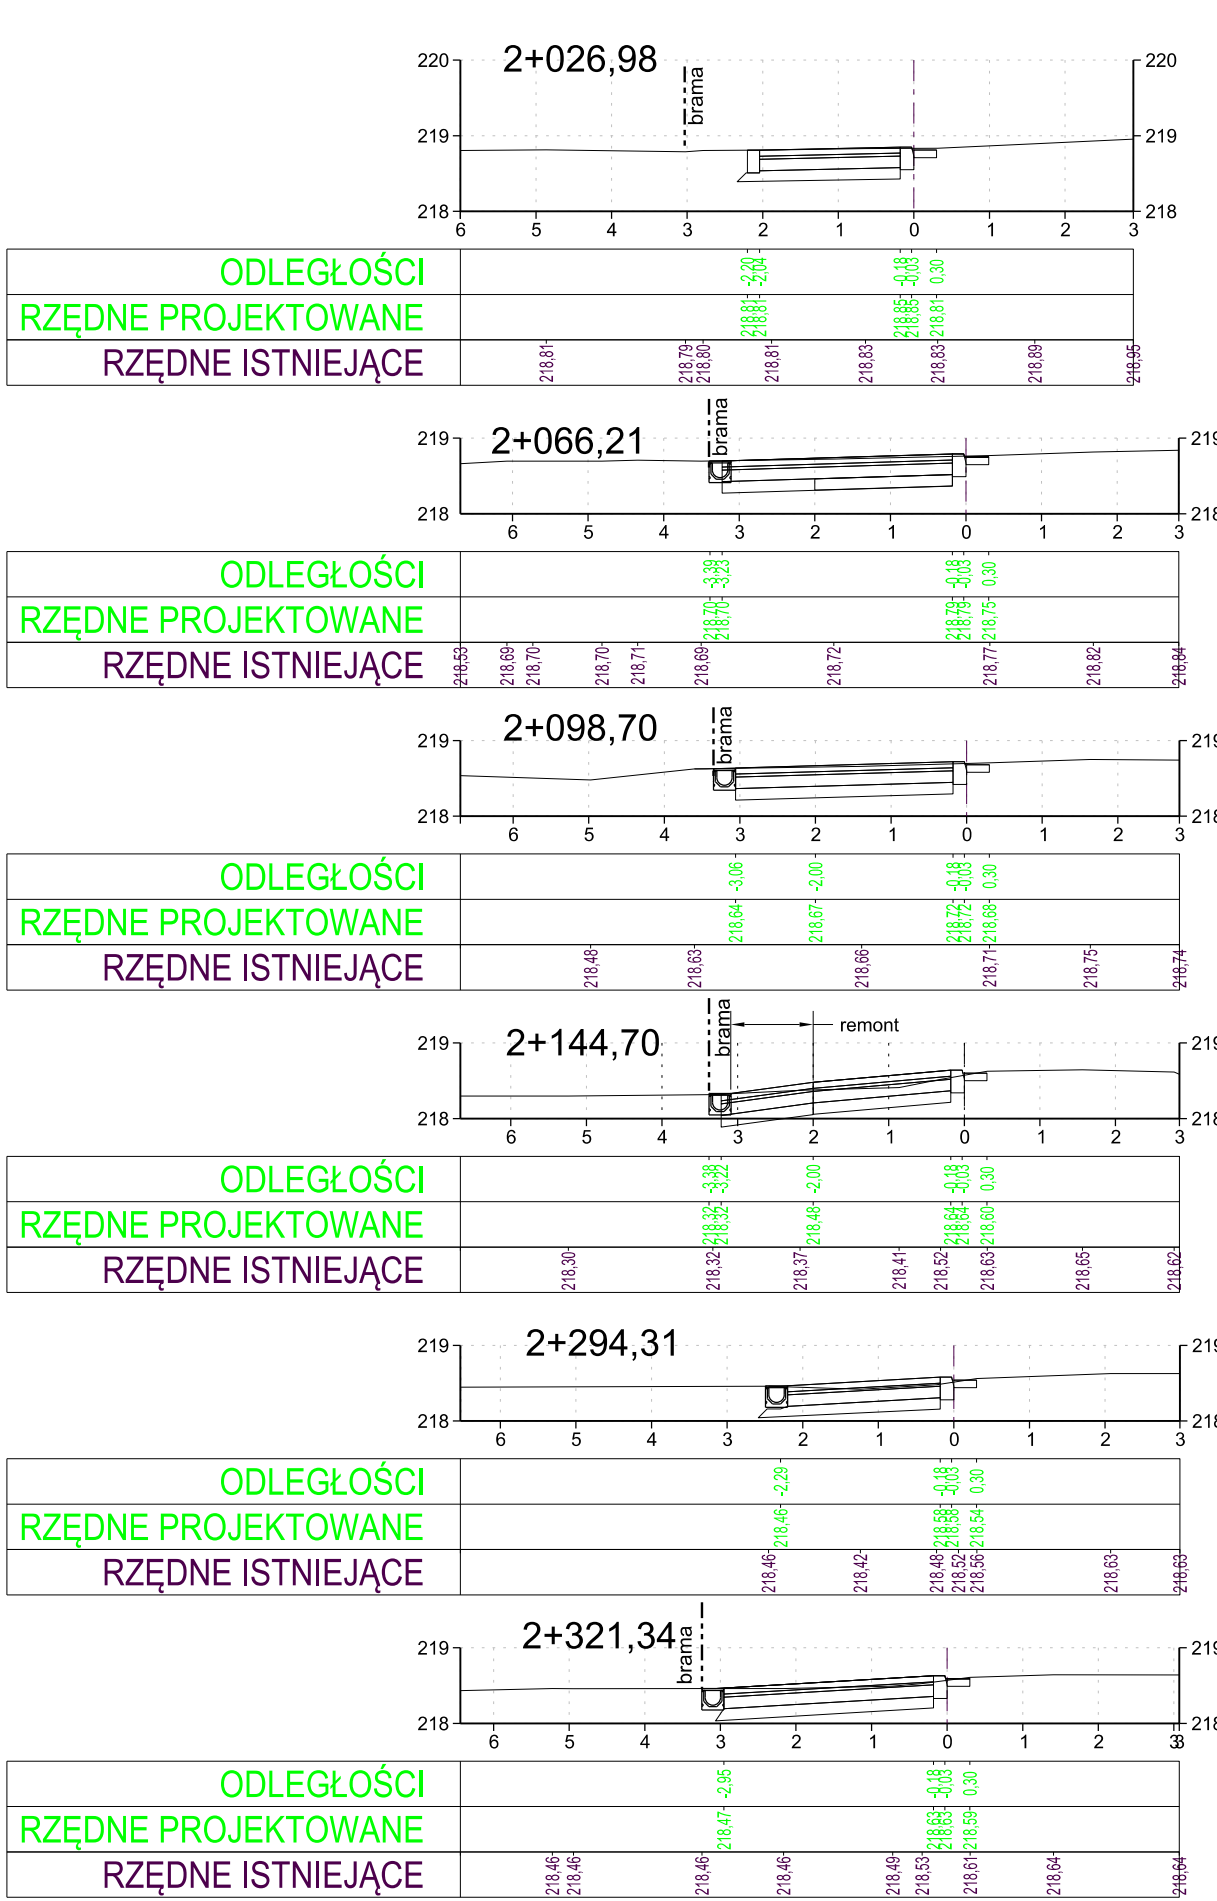 2+026,98
brama
220 220
219 219
218 218
6 5 4 3 2 1 0 1 2 3
ODLEGŁOŚCI -2,20 -2,04 -0,18 -0,03 0,30
RZĘDNE PROJEKTOWANE 218,81 218,81 218,85 218,85 218,81
RZĘDNE ISTNIEJĄCE 218,81 218,79 218,80 218,81 218,83 218,83 218,89 218,95
2+066,21
brama
219 219
218 218
6 5 4 3 2 1 0 1 2 3
ODLEGŁOŚCI -3,39 -3,23 -0,18 -0,03 0,30
RZĘDNE PROJEKTOWANE 218,70 218,70 218,79 218,79 218,75
RZĘDNE ISTNIEJĄCE 218,53 218,69 218,70 218,70 218,71 218,69 218,72 218,77 218,82 218,84
2+098,70
brama
219 219
218 218
6 5 4 3 2 1 0 1 2 3
ODLEGŁOŚCI -3,06 -2,00 -0,18 -0,03 0,30
RZĘDNE PROJEKTOWANE 218,64 218,67 218,72 218,72 218,68
RZĘDNE ISTNIEJĄCE 218,48 218,63 218,66 218,71 218,75 218,74
2+144,70
brama
remont
219 219
218 218
6 5 4 3 2 1 0 1 2 3
ODLEGŁOŚCI -3,38 -3,22 -2,00 -0,18 -0,03 0,30
RZĘDNE PROJEKTOWANE 218,32 218,32 218,48 218,64 218,64 218,60
RZĘDNE ISTNIEJĄCE 218,30 218,32 218,37 218,41 218,52 218,63 218,65 218,62
2+294,31
219 219
218 218
6 5 4 3 2 1 0 1 2 3
ODLEGŁOŚCI -2,29 -0,18 -0,03 0,30
RZĘDNE PROJEKTOWANE 218,46 218,58 218,58 218,54
RZĘDNE ISTNIEJĄCE 218,46 218,42 218,48 218,52 218,56 218,63 218,63
2+321,34
brama
219 219
218 218
6 5 4 3 2 1 0 1 2 3
ODLEGŁOŚCI -2,95 -0,18 -0,03 0,30
RZĘDNE PROJEKTOWANE 218,47 218,63 218,63 218,59
RZĘDNE ISTNIEJĄCE 218,46 218,46 218,46 218,46 218,49 218,53 218,61 218,64 218,64